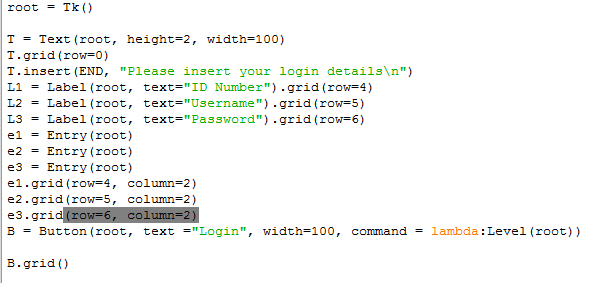 root = Tk()
T = Text(root, height=2, width=100)
T.grid(row=0)
T.insert(END, "Please insert your login details\n")
L1 = Label(root, text="ID Number").grid(row=4)
L2 = Label(root, text="Username").grid(row=5)
L3 = Label(root, text="Password").grid(row=6)
e1 = Entry(root)
e2 = Entry(root)
e3 = Entry(root)
e1.grid(row=4, column=2)
e2.grid(row=5, column=2)
e3.grid(row=6, column=2)
B = Button(root, text ="Login", width=100, command = lambda:Level(root))
B.grid()